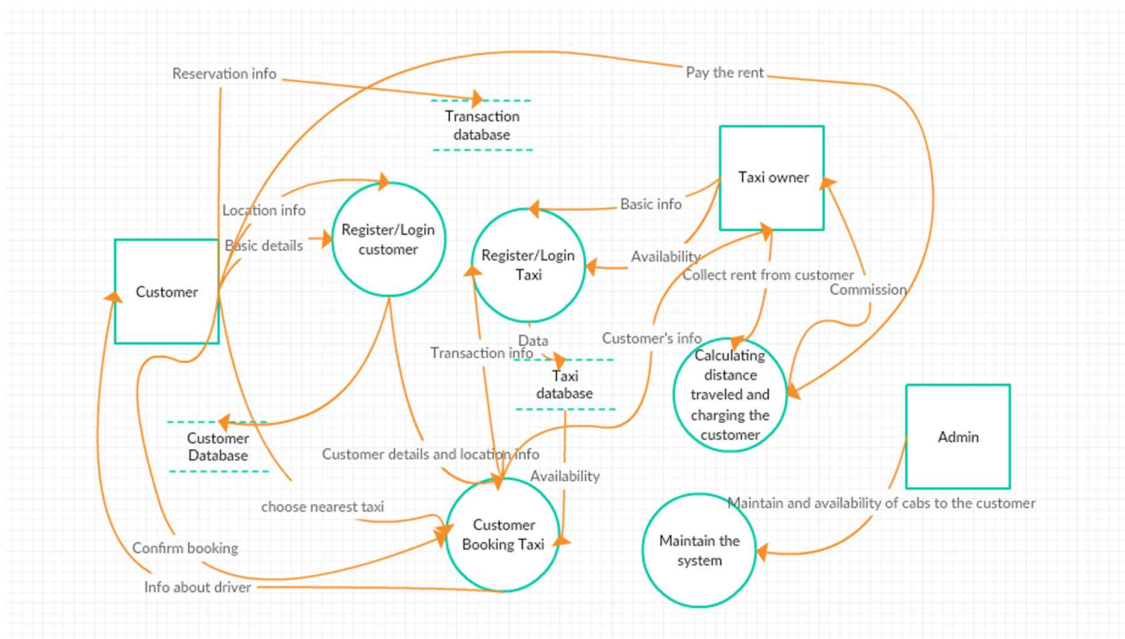 Reservation info
Pay the rent
Transaction
database
Taxi owner
Location info
Basic info
Register/Login
customer
Basic details
Register/Login
Taxi
Availability
Collect rent from customer
Commission
Customer
Data
Customer's info
Transaction info
Calculating
distance
traveled and
charging the
customer
Taxi
database
Admin
Customer
Database
Customer details and location info
Availability
choose nearest taxi
Maintain and availability of cabs to the customer
Customer
Booking Taxi
Maintain the
system
Confirm booking
Info about driver